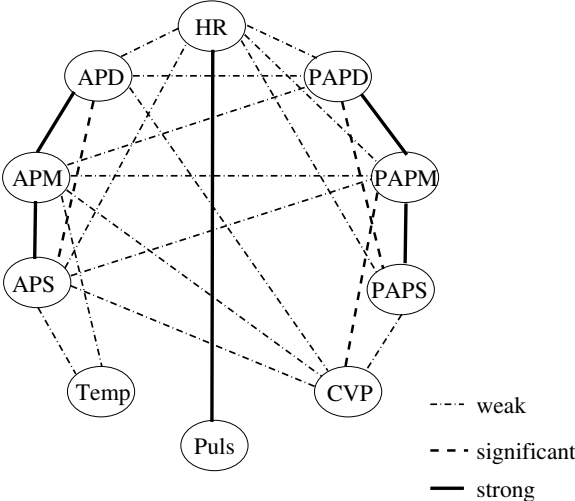 HR
APD
PAPD
APM
PAPM
APS
PAPS
Temp
CVP
Puls
weak
significant
strong